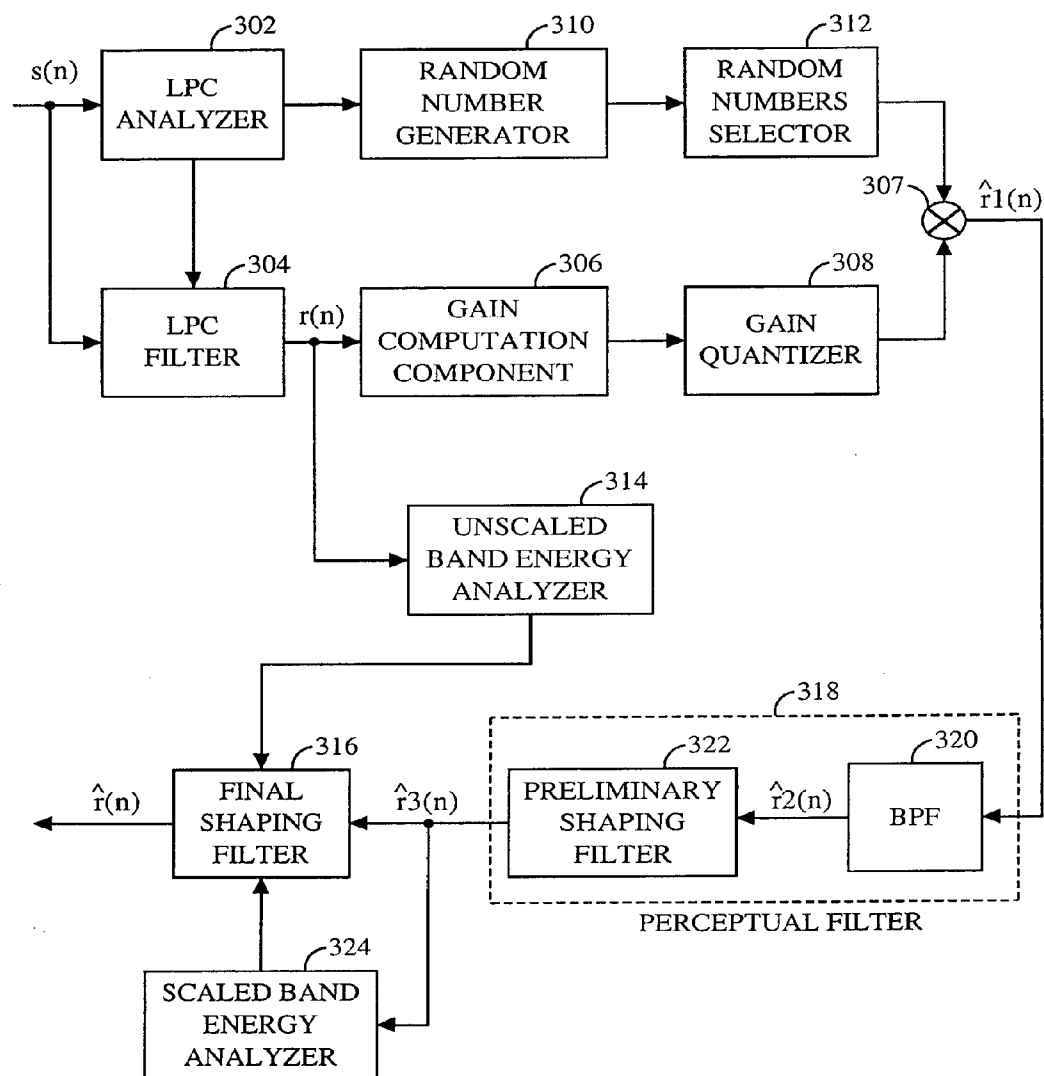 302
310
312
s(n)
LPC
ANALYZER
RANDOM
NUMBER
GENERATOR
RANDOM
NUMBERS
SELECTOR
307
r̂1(n)
304
306
308
LPC
FILTER
r(n)
GAIN
COMPUTATION
COMPONENT
GAIN
QUANTIZER
314
UNSCALED
BAND ENERGY
ANALYZER
318
316
322
320
r̂(n)
FINAL
SHAPING
FILTER
r̂3(n)
PRELIMINARY
SHAPING
FILTER
r̂2(n)
BPF
PERCEPTUAL FILTER
324
SCALED BAND
ENERGY
ANALYZER